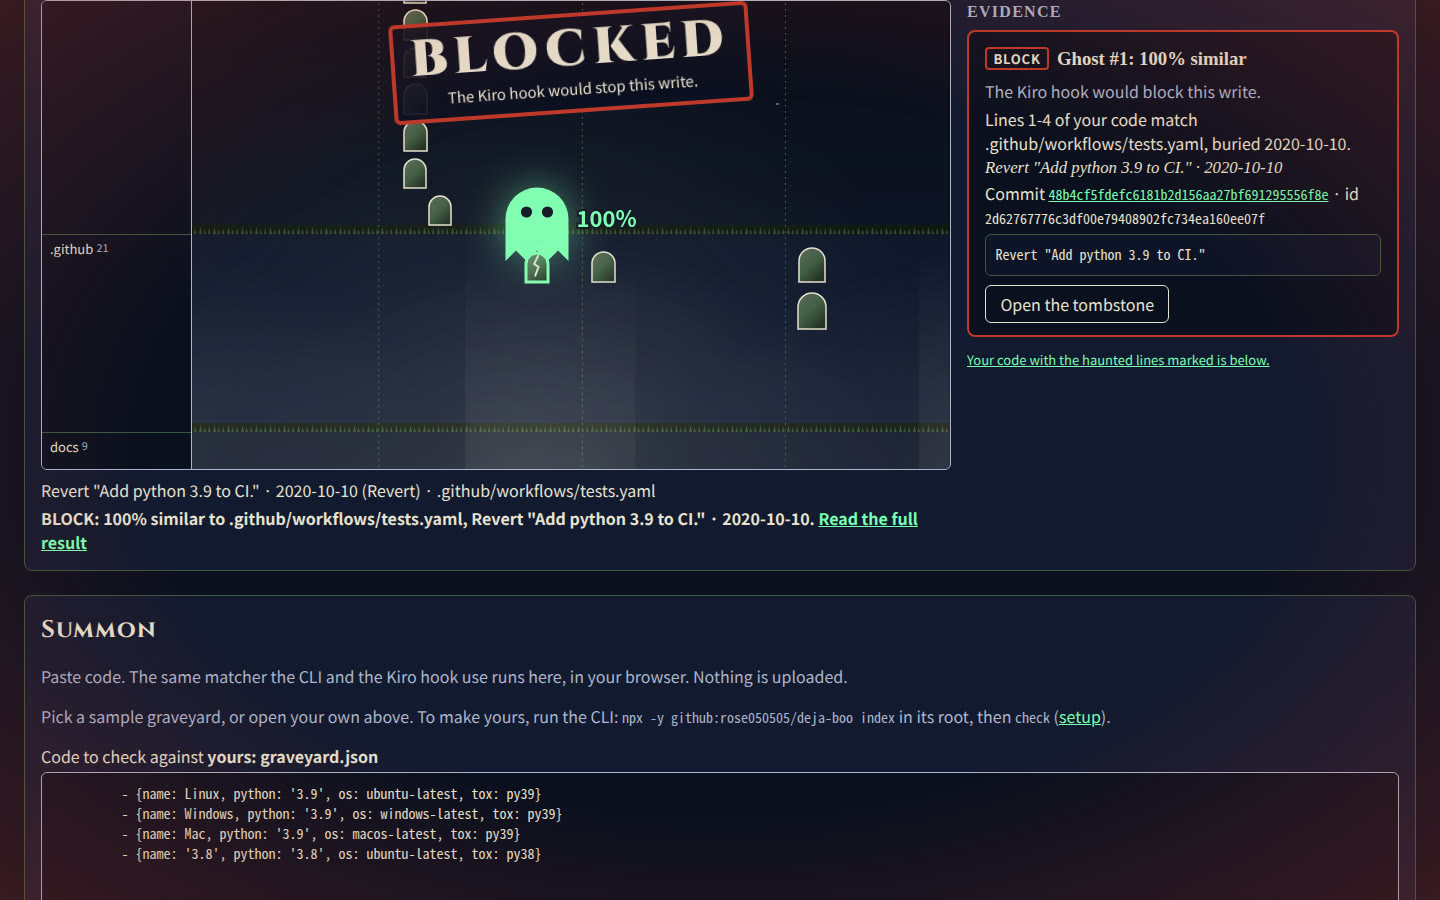 BLOCKED
The Kiro hook would stop this write.
100%
.github 21
docs 9
Revert "Add python 3.9 to CI." · 2020-10-10 (Revert) · .github/workflows/tests.yaml
BLOCK: 100% similar to .github/workflows/tests.yaml, Revert "Add python 3.9 to CI." · 2020-10-10. Read the full
result
EVIDENCE
BLOCK Ghost #1: 100% similar
The Kiro hook would block this write.
Lines 1-4 of your code match
.github/workflows/tests.yaml, buried 2020-10-10.
Revert "Add python 3.9 to CI." · 2020-10-10
Commit 48b4cf5fdefc6181b2d156aa27bf691295556f8e · id
2d62767776c3df00e79408902fc734ea160ee07f
Revert "Add python 3.9 to CI."
Open the tombstone
Your code with the haunted lines marked is below.
Summon
Paste code. The same matcher the CLI and the Kiro hook use runs here, in your browser. Nothing is uploaded.
Pick a sample graveyard, or open your own above. To make yours, run the CLI: npx -y github:rose050505/deja-boo index in its root, then check (setup).
Code to check against yours: graveyard.json
- {name: Linux, python: '3.9', os: ubuntu-latest, tox: py39}
- {name: Windows, python: '3.9', os: windows-latest, tox: py39}
- {name: Mac, python: '3.9', os: macos-latest, tox: py39}
- {name: '3.8', python: '3.8', os: ubuntu-latest, tox: py38}